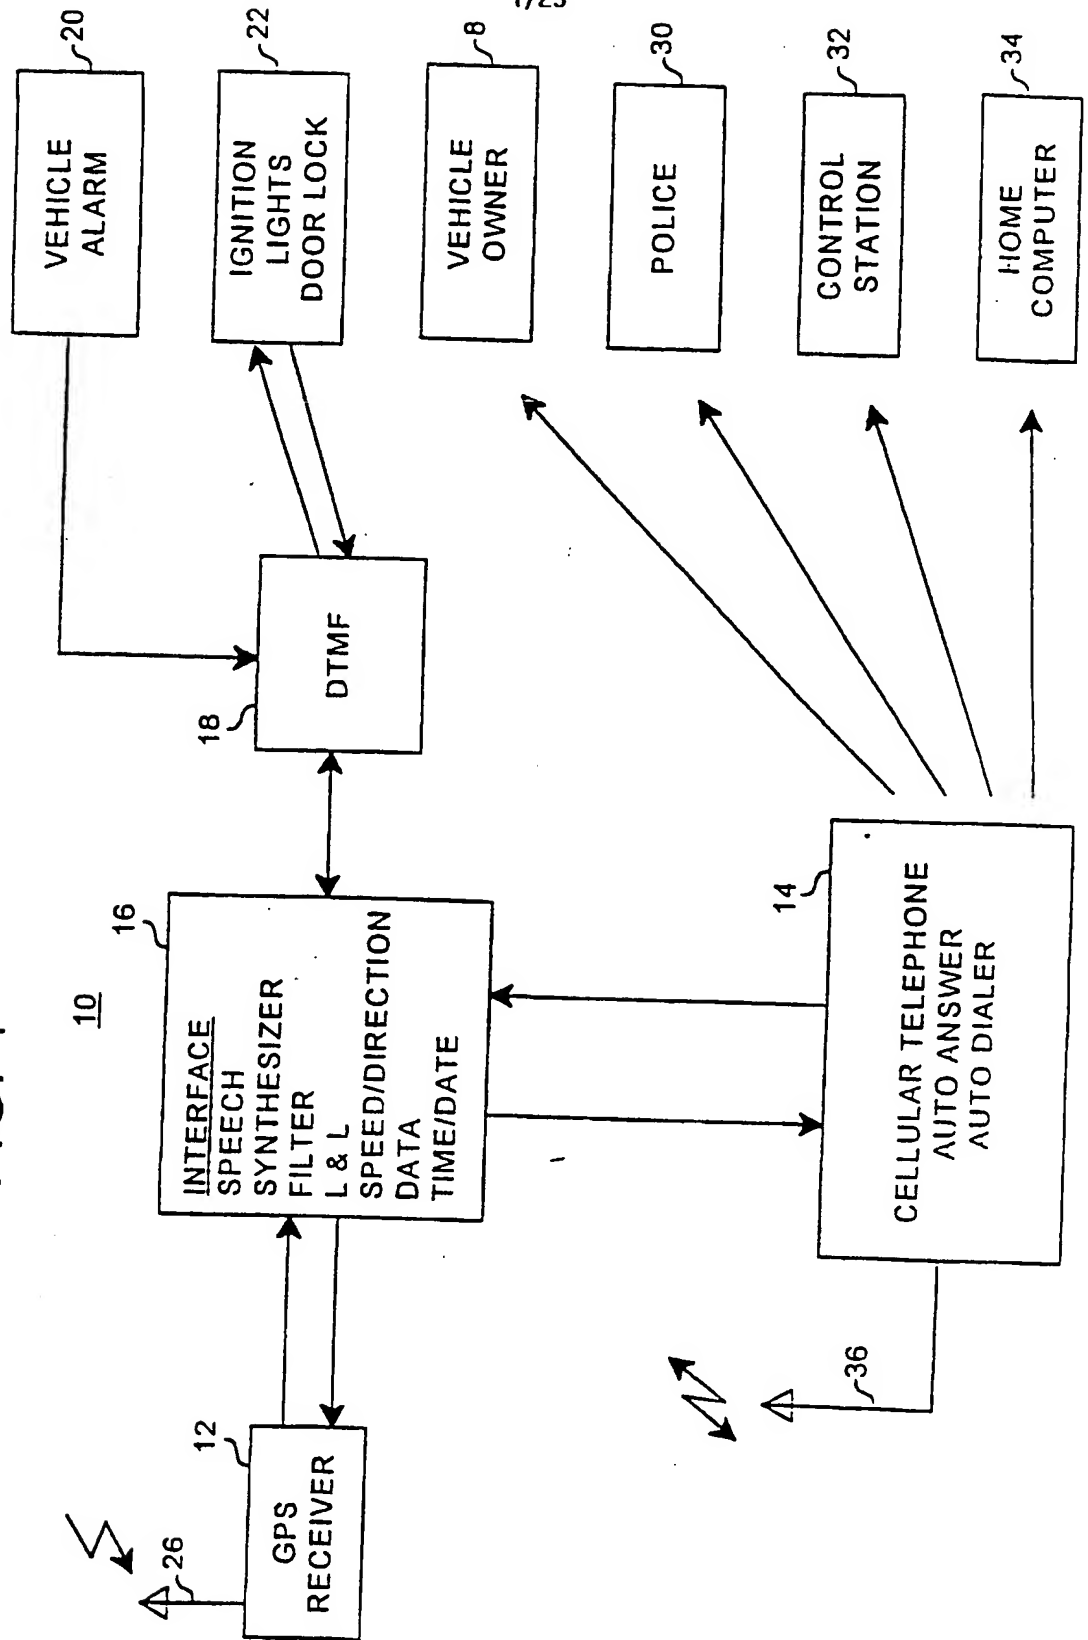 10
26
12
GPS
RECEIVER
16
INTERFACE
SPEECH
SYNTHESIZER
FILTER
L & L
SPEED/DIRECTION
DATA
TIME/DATE
18
DTMF
20
VEHICLE
ALARM
22
IGNITION
LIGHTS
DOOR LOCK
8
VEHICLE
OWNER
30
POLICE
32
CONTROL
STATION
34
HOME
COMPUTER
14
CELLULAR TELEPHONE
AUTO ANSWER
AUTO DIALER
36